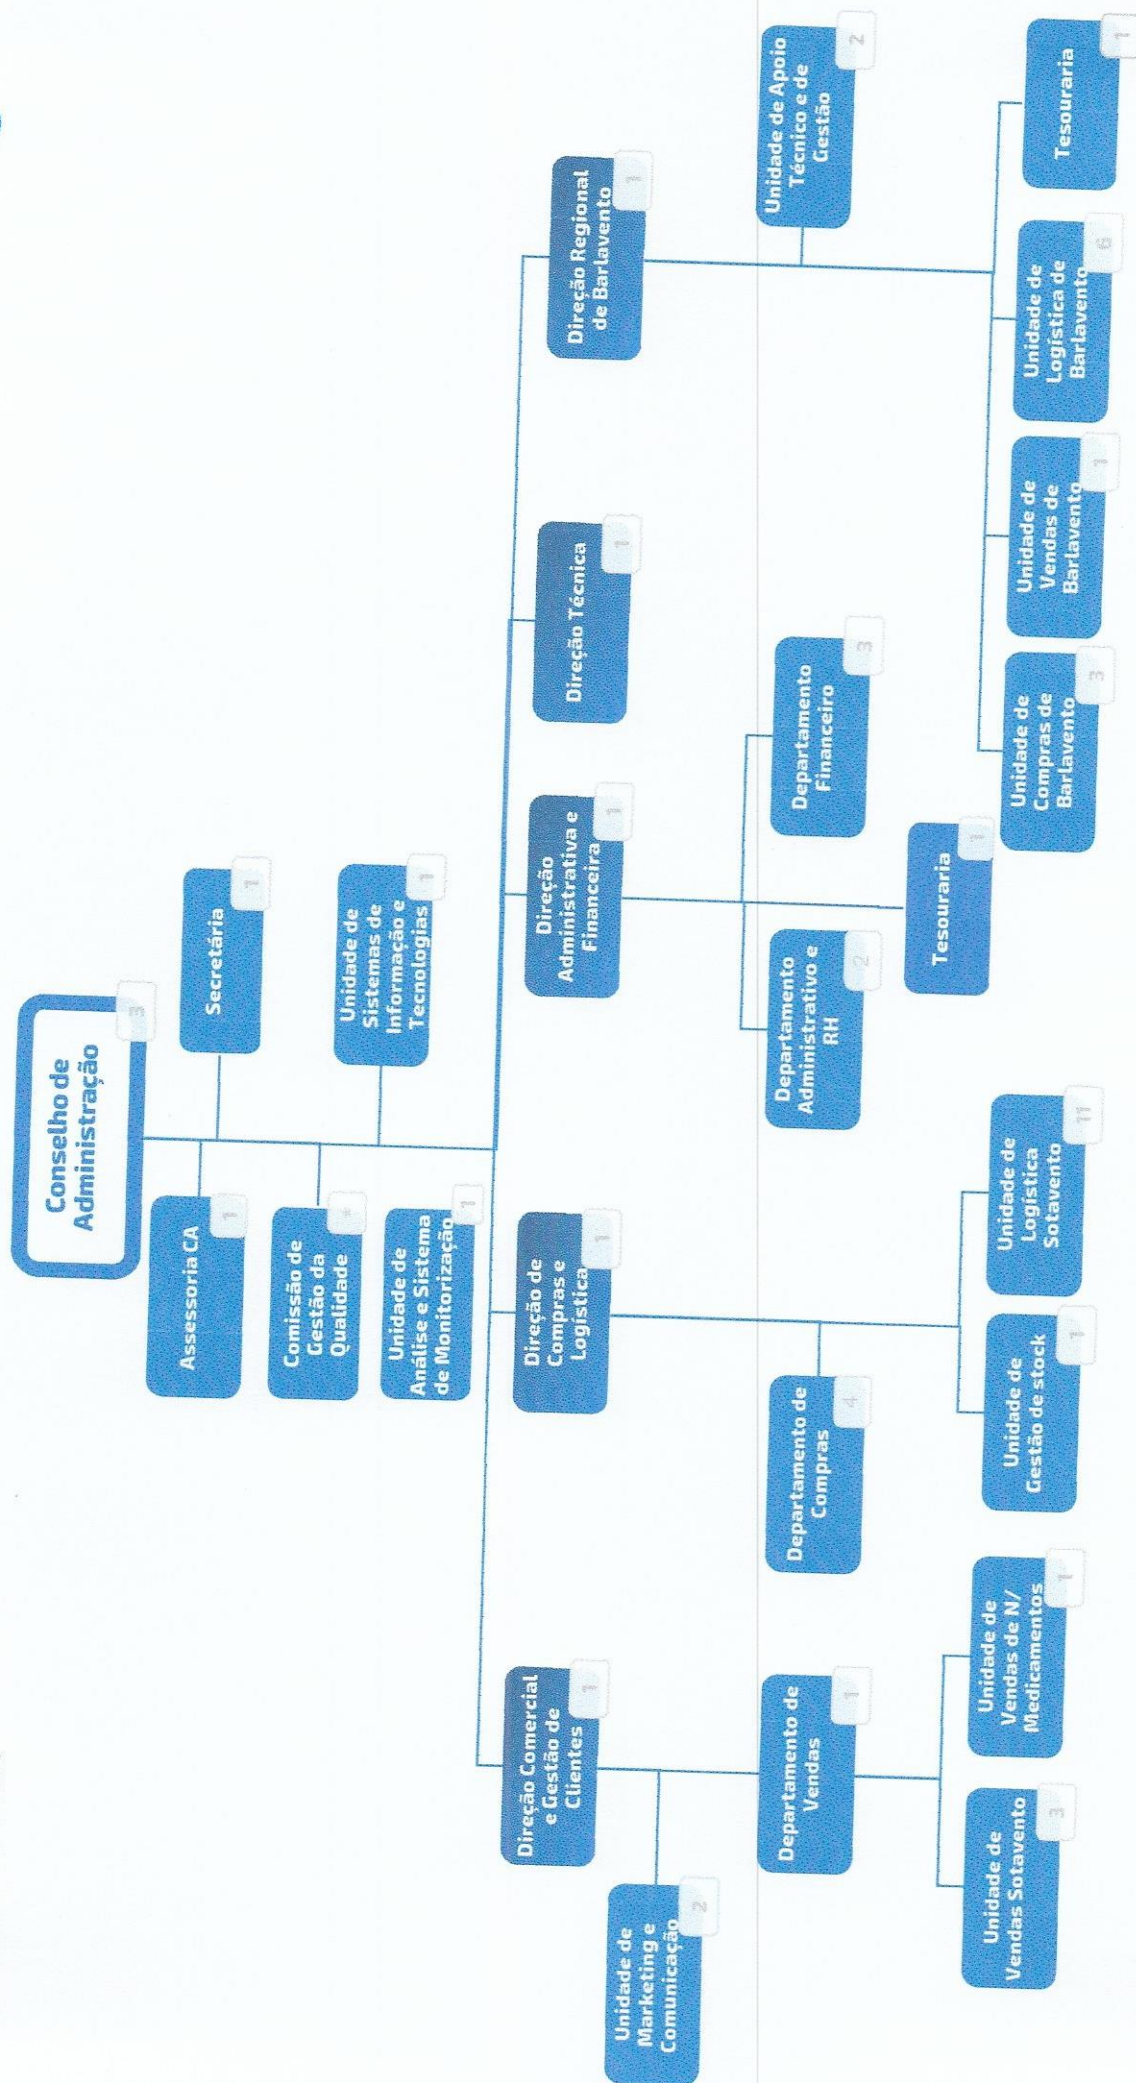 Conselho de
Administração
3
Assessoria CA
1
Secretária
1
Comissão de
Gestão da
Qualidade
*
Unidade de
Sistemas de
Informação e
Tecnologias
1
Unidade de
Análise e Sistema
de Monitorização
1
Direção Comercial
e Gestão de
Clientes
1
Direção de
Compras e
Logística
1
Direção
Administrativa e
Financeira
1
Direção Técnica
1
Direção Regional
de Barlavento
1
Unidade de
Marketing e
Comunicação
2
Departamento de
Vendas
1
Departamento de
Compras
4
Departamento
Administrativo e
RH
2
Departamento
Financeiro
3
Unidade de Apoio
Técnico e de
Gestão
2
Tesouraria
1
Unidade de
Vendas Sotavento
3
Unidade de
Vendas de N/
Medicamentos
1
Unidade de
Gestão de stock
1
Unidade de
Logística
Sotavento
11
Unidade de
Compras de
Barlavento
3
Unidade de
Vendas de
Barlavento
1
Unidade de
Logística de
Barlavento
6
Tesouraria
1